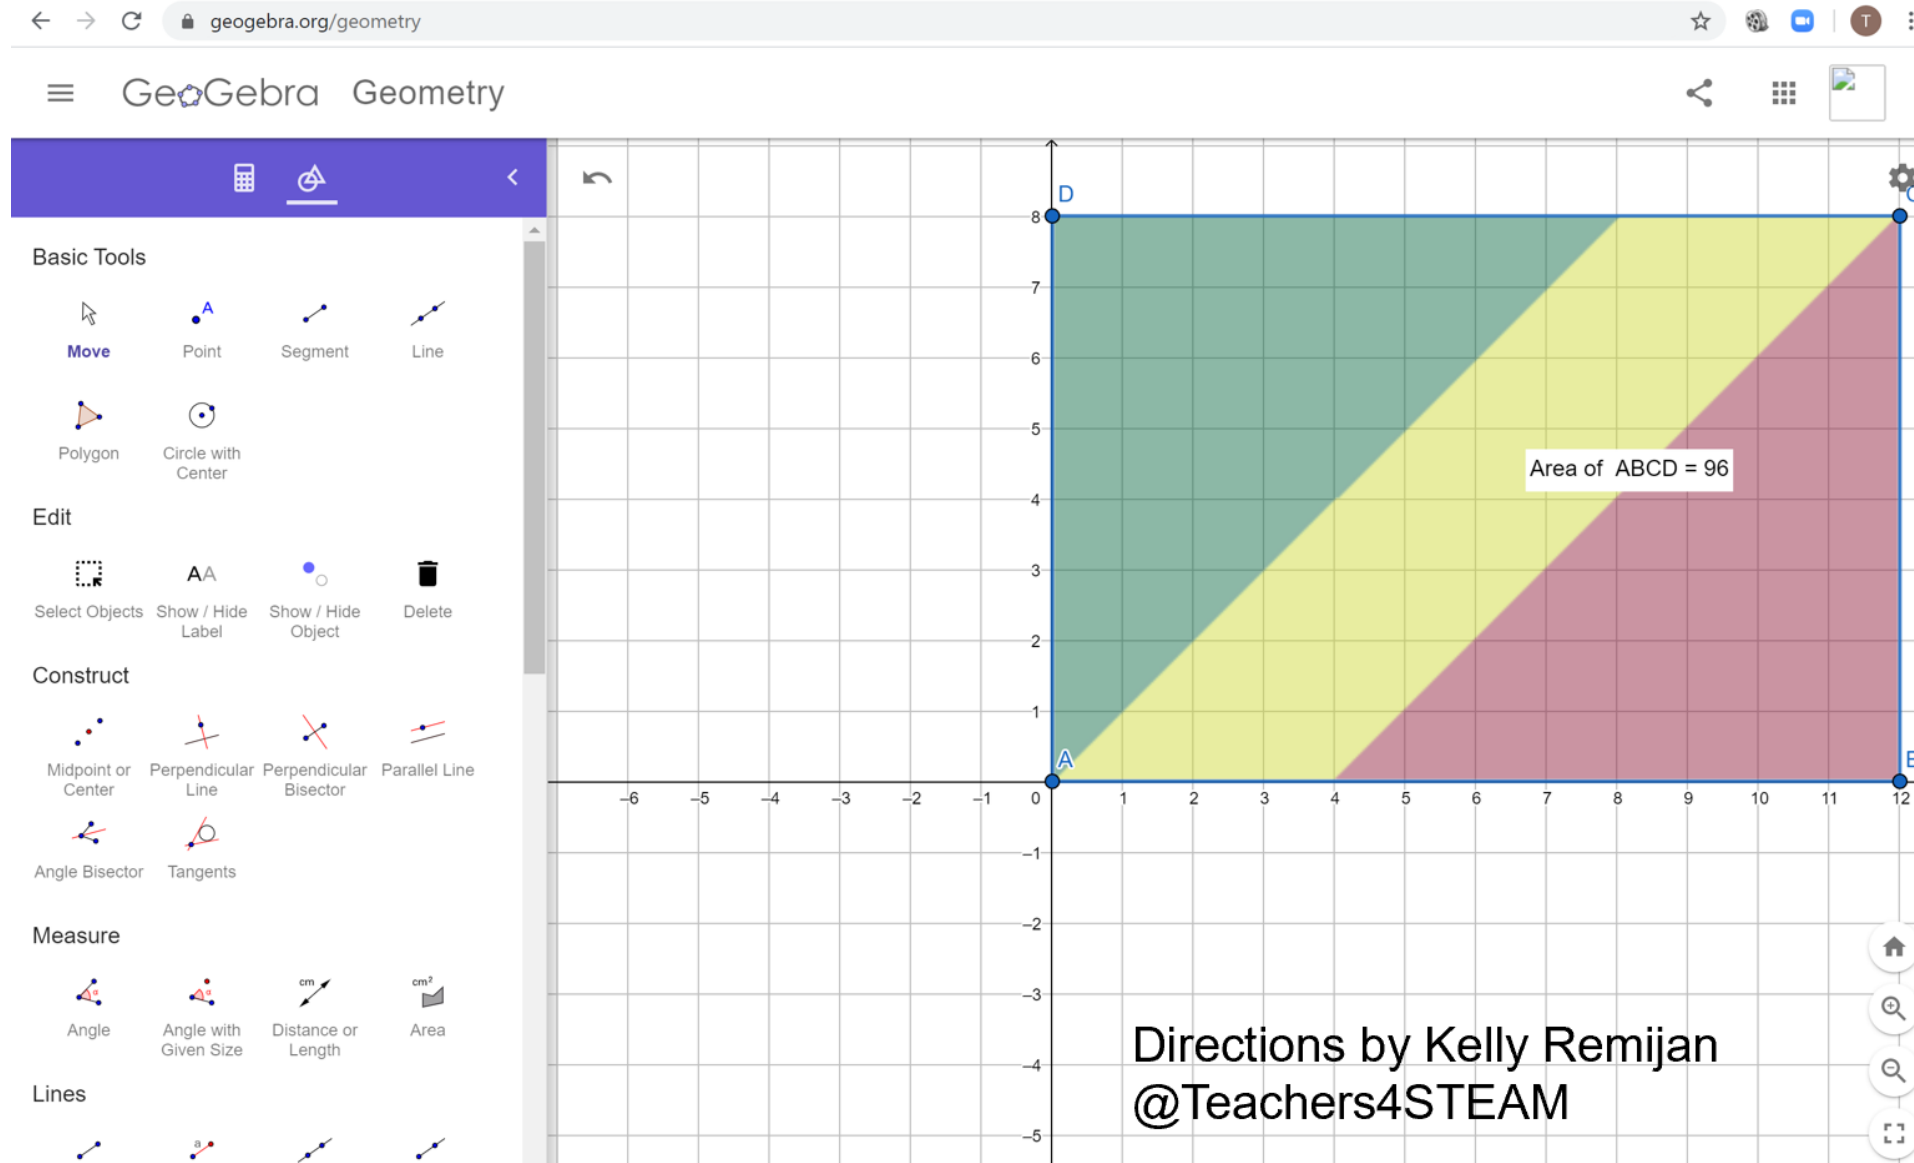 geogebra.org/geometry
T
GeoGebra Geometry
Basic Tools
A
Move Point Segment Line
Polygon Circle with
Center
Edit
AA
Select Objects Show / Hide Show / Hide Delete
Label Object
Construct
Midpoint or Perpendicular Perpendicular Parallel Line
Center Line Bisector
Angle Bisector Tangents
Measure
α α cm cm²
Angle Angle with Distance or Area
Given Size Length
Lines
a
D
8
7
6
5
Area of ABCD = 96
4
3
2
1
A
–6 –5 –4 –3 –2 –1 0 1 2 3 4 5 6 7 8 9 10 11 12
–1
–2
–3
–4
–5
Directions by Kelly Remijan
@Teachers4STEAM